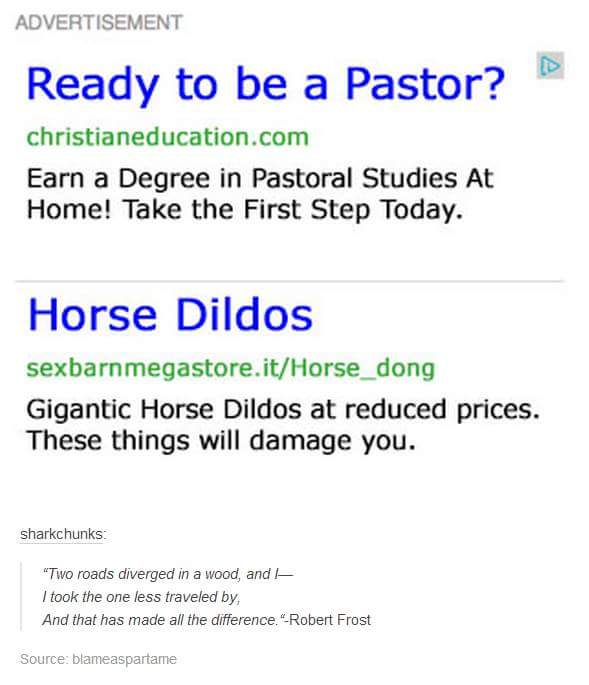 ADVERTISEMENT
Ready to be a Pastor?
christianeducation.com
Earn a Degree in Pastoral Studies At
Home! Take the First Step Today.
Horse Dildos
sexbarnmegastore.it/Horse_dong
Gigantic Horse Dildos at reduced prices.
These things will damage you.
sharkchunks:
“Two roads diverged in a wood, and I—
I took the one less traveled by,
And that has made all the difference.“-Robert Frost
Source: blameaspartame